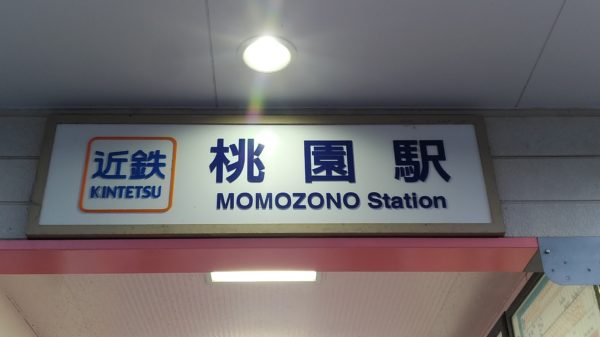 近鉄
KINTETSU
桃園駅
MOMOZONO Station